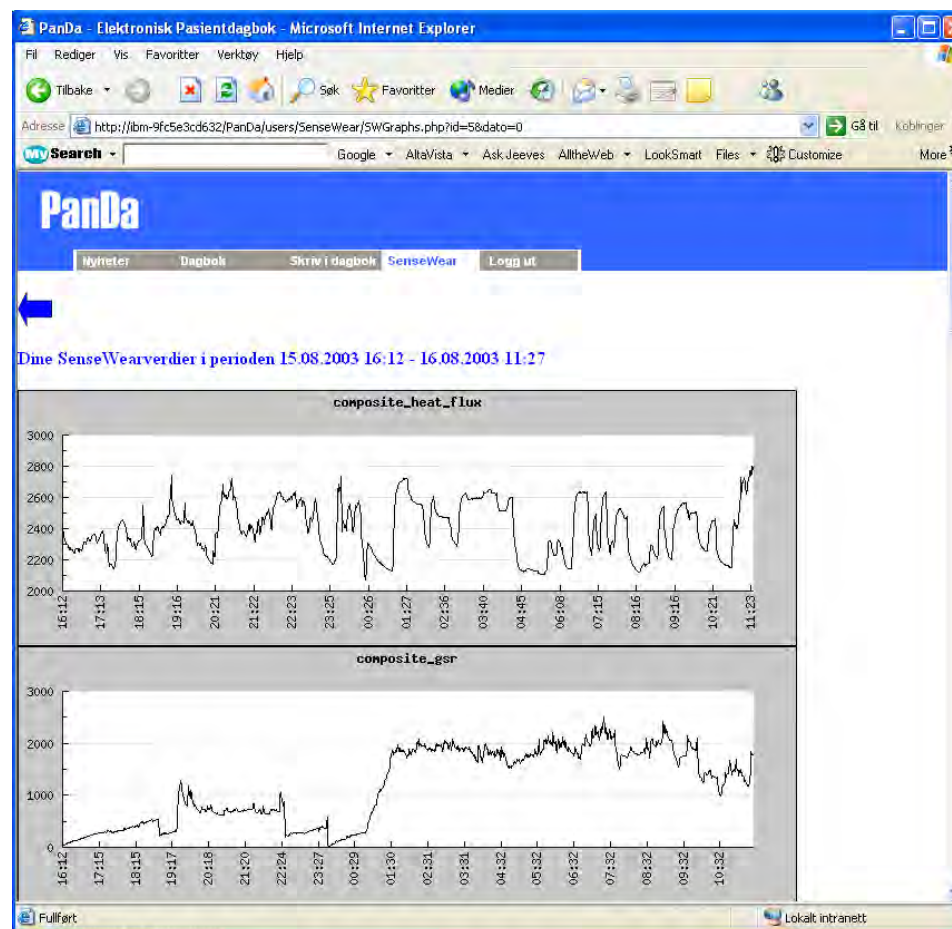 PanDa - Elektronisk Pasientdagbok - Microsoft Internet Explorer
Fil Rediger Vis Favoritter Verktøy Hjelp
Tilbake Søk Favoritter Medier
Adresse http://ibm-9fc5e3cd632/PanDa/users/SenseWear/SWGraphs.php?id=5&dato=0 Gå til Koblinger
My Search Google AltaVista Ask Jeeves AlltheWeb LookSmart Files Customize More
PanDa
Nyheter Dagbok Skriv i dagbok SenseWear Logg ut
Dine SenseWearverdier i perioden 15.08.2003 16:12 - 16.08.2003 11:27
composite_heat_flux
3000
2800
2600
2400
2200
2000
16:12 17:13 18:15 19:16 20:21 21:22 22:23 23:25 00:26 01:27 02:36 03:40 04:45 06:08 07:15 08:16 09:16 10:21 11:23
composite_gsr
3000
2000
1000
0
16:12 17:15 18:15 19:17 20:18 21:20 22:24 23:27 00:29 01:30 02:31 03:31 04:32 05:32 06:32 07:32 08:32 09:32 10:32
Fullført Lokalt intranett